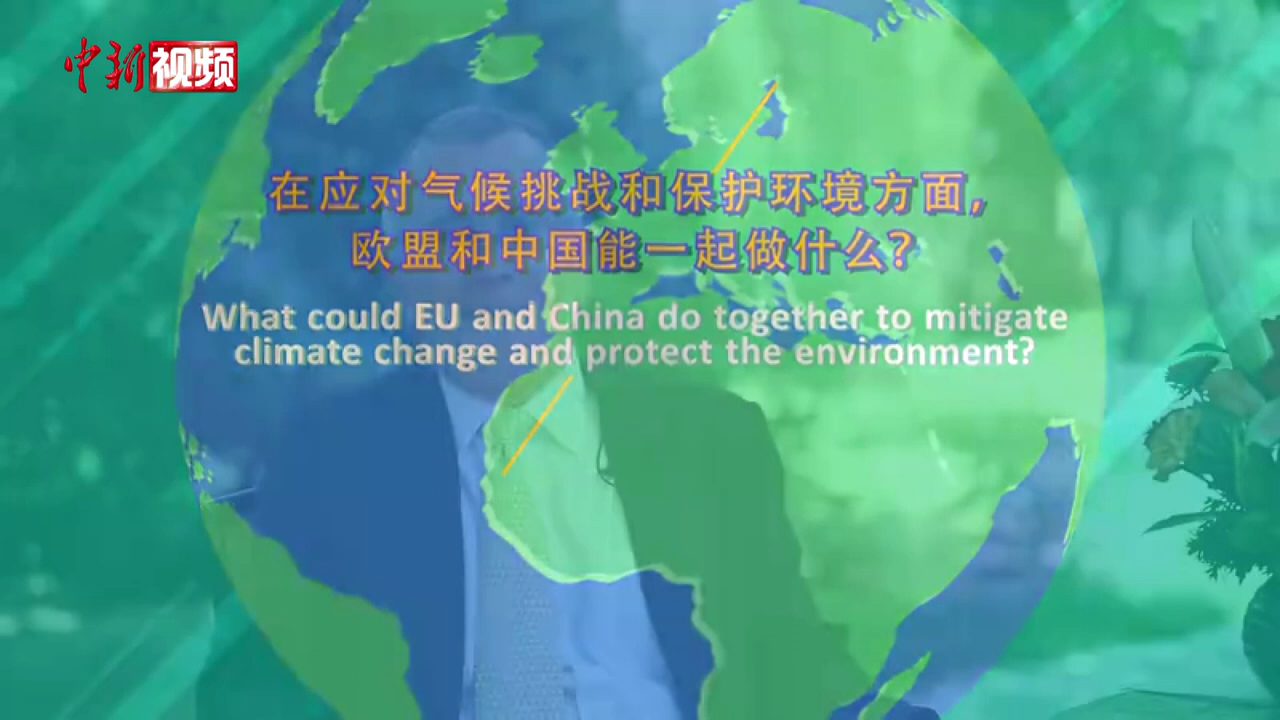 中新视频
在应对气候挑战和保护环境方面,
欧盟和中国能一起做什么?
What could EU and China do together to mitigate
climate change and protect the environment?